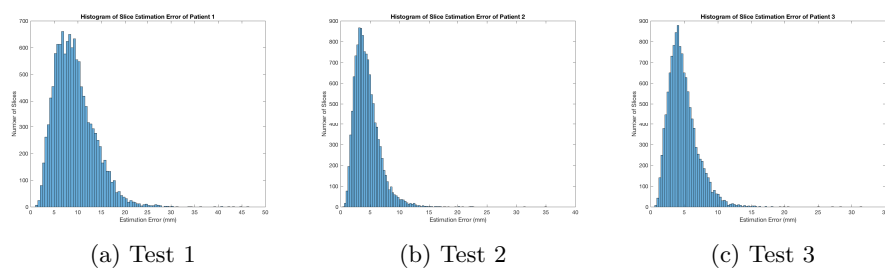 Histogram of Slice Estimation Error of Patient 1
700
600
500
400
300
200
100
0
Number of Slices
0 5 10 15 20 25 30 35 40 45 50
Estimation Error (mm)
(a) Test 1
Histogram of Slice Estimation Error of Patient 2
900
800
700
600
500
400
300
200
100
0
Number of Slices
0 5 10 15 20 25 30 35 40
Estimation Error (mm)
(b) Test 2
Histogram of Slice Estimation Error of Patient 3
900
800
700
600
500
400
300
200
100
0
Number of Slices
0 5 10 15 20 25 30 35
Estimation Error (mm)
(c) Test 3